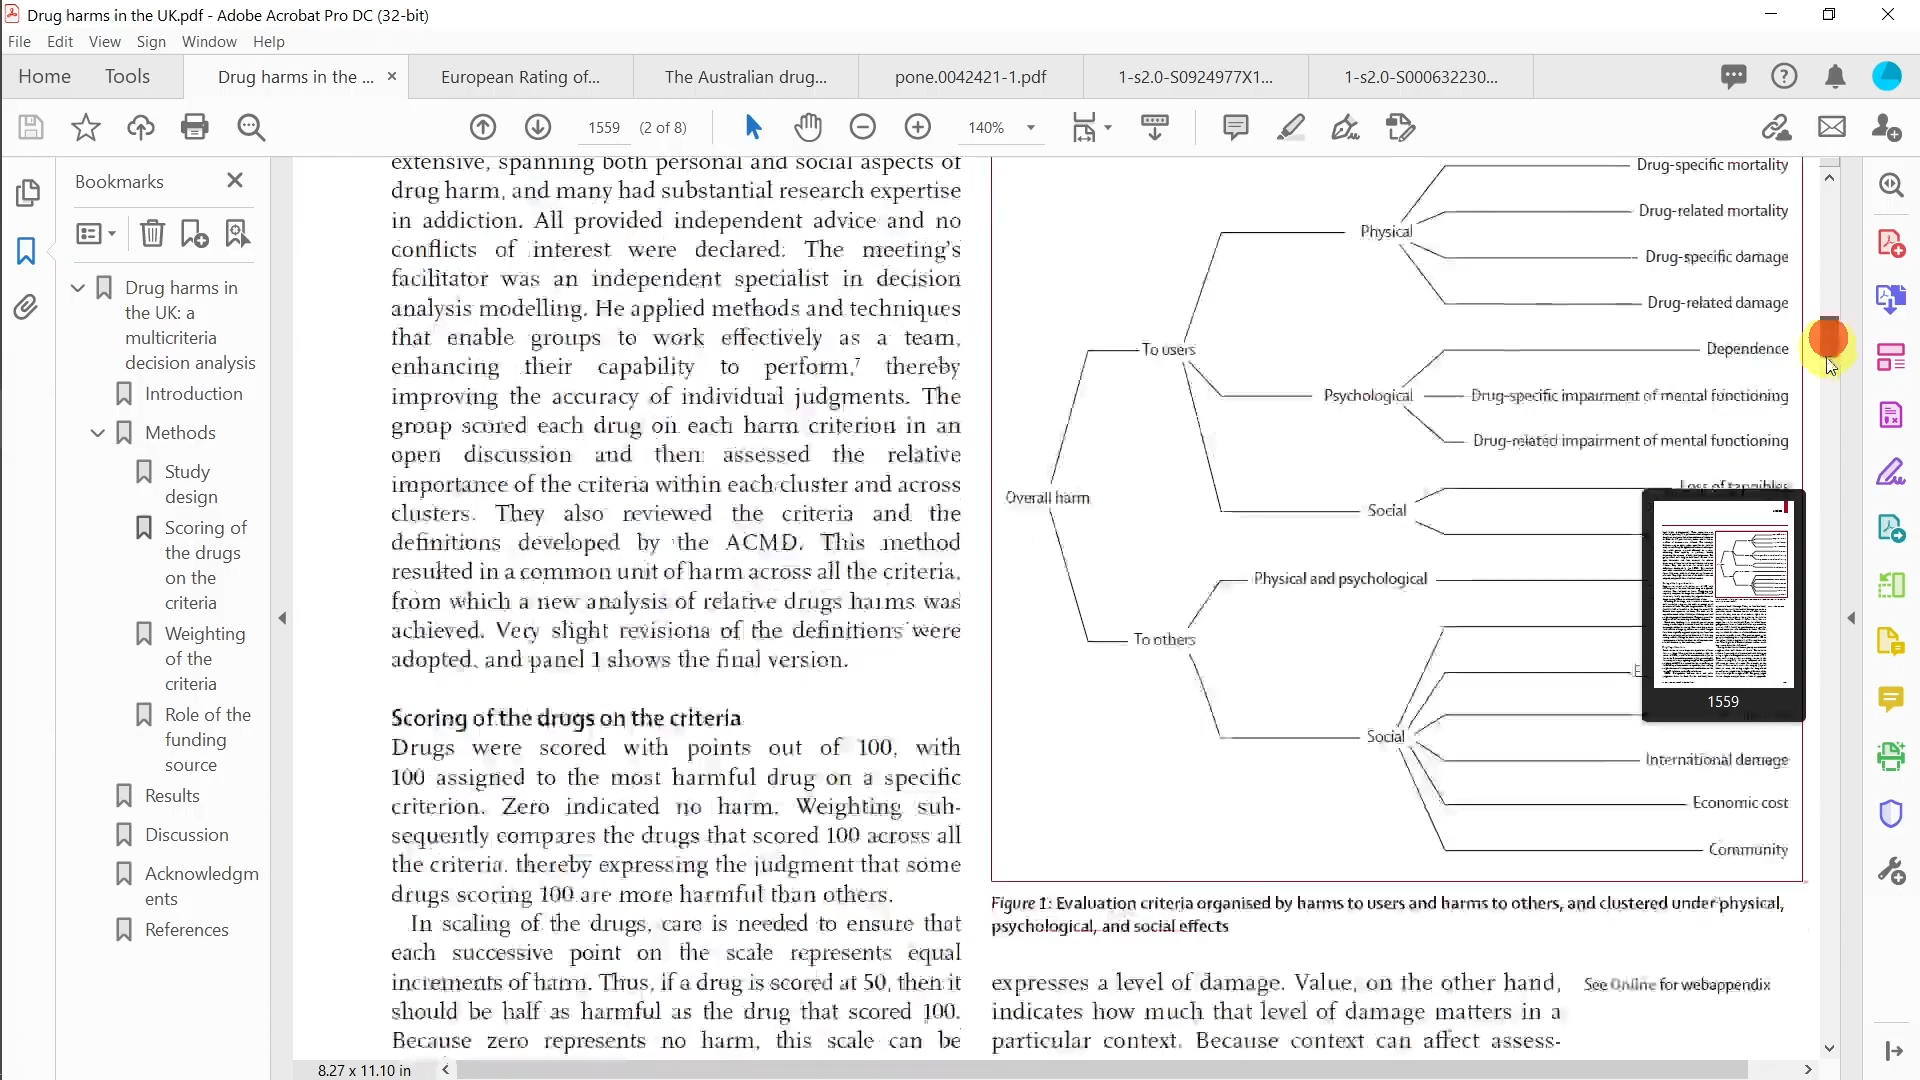 Drug harms in the UK.pdf - Adobe Acrobat Pro DC (32-bit)
File Edit View Sign Window Help
Home Tools Drug harms in the ... × European Rating of... The Australian drug... pone.0042421-1.pdf 1-s2.0-S0924977X1... 1-s2.0-S000632230...
1559 (2 of 8) 140%
Bookmarks
Drug harms in
the UK: a
multicriteria
decision analysis
Introduction
Methods
Study
design
Scoring of
the drugs
on the
criteria
Weighting
of the
criteria
Role of the
funding
source
Results
Discussion
Acknowledgm
ents
References
extensive, spanning both personal and social aspects of
drug harm, and many had substantial research expertise
in addiction. All provided independent advice and no
conflicts of interest were declared. The meeting's
facilitator was an independent specialist in decision
analysis modelling. He applied methods and techniques
that enable groups to work effectively as a team,
enhancing their capability to perform,7 thereby
improving the accuracy of individual judgments. The
group scored each drug on each harm criterion in an
open discussion and then assessed the relative
importance of the criteria within each cluster and across
clusters. They also reviewed the criteria and the
definitions developed by the ACMD. This method
resulted in a common unit of harm across all the criteria,
from which a new analysis of relative drugs harms was
achieved. Very slight revisions of the definitions were
adopted, and panel 1 shows the final version.
Scoring of the drugs on the criteria
Drugs were scored with points out of 100, with
100 assigned to the most harmful drug on a specific
criterion. Zero indicated no harm. Weighting sub-
sequently compares the drugs that scored 100 across all
the criteria, thereby expressing the judgment that some
drugs scoring 100 are more harmful than others.
In scaling of the drugs, care is needed to ensure that
each successive point on the scale represents equal
increments of harm. Thus, if a drug is scored at 50, then it
should be half as harmful as the drug that scored 100.
Because zero represents no harm, this scale can be
Drug-specific mortality
Drug-related mortality
Physical
Drug-specific damage
Drug-related damage
To users
Dependence
Psychological
Drug-specific impairment of mental functioning
Drug-related impairment of mental functioning
Loss of tangibles
Overall harm
Social
Physical and psychological
To others
Social
International damage
Economic cost
Community
1559
Figure 1: Evaluation criteria organised by harms to users and harms to others, and clustered under physical,
psychological, and social effects
expresses a level of damage. Value, on the other hand,
indicates how much that level of damage matters in a
particular context. Because context can affect assess-
See Online for webappendix
8.27 x 11.10 in